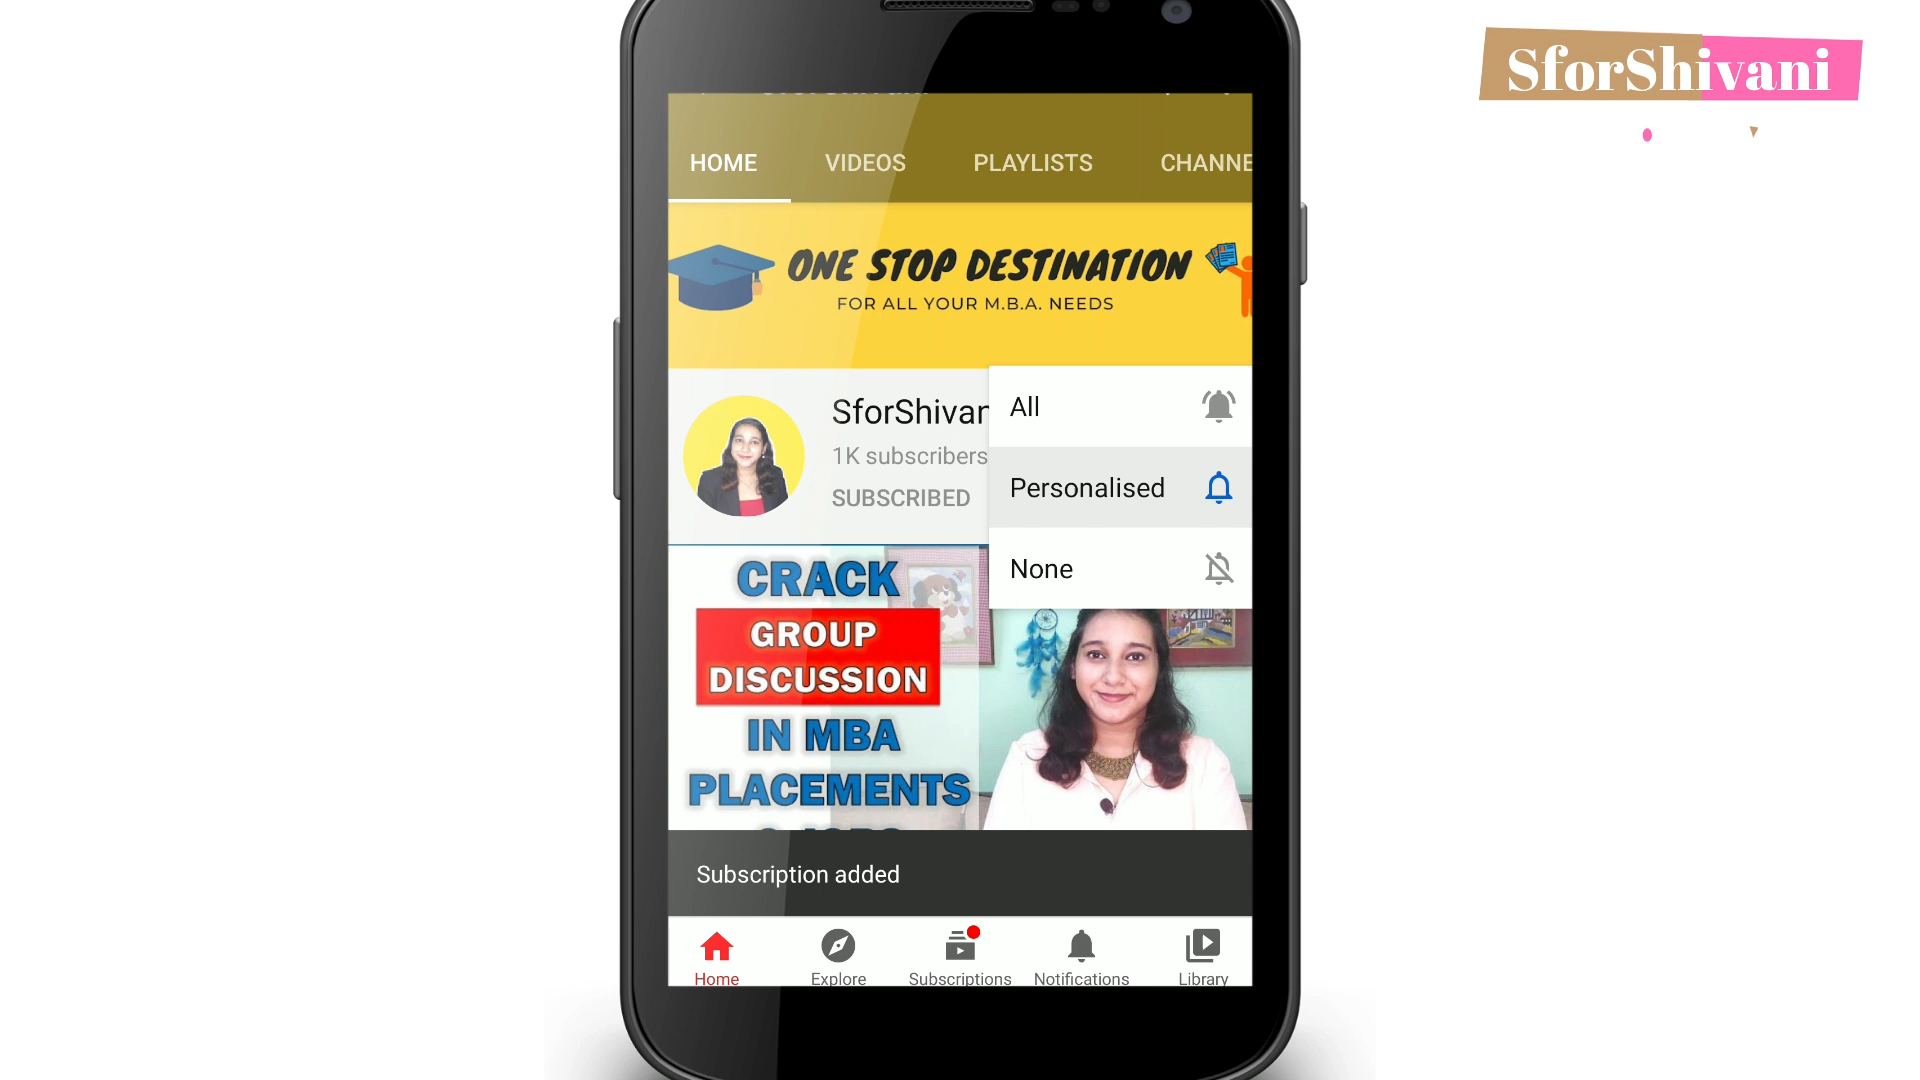 SforShivani
HOME VIDEOS PLAYLISTS CHANNE
ONE STOP DESTINATION
FOR ALL YOUR M.B.A. NEEDS
SforShivan
1K subscribers
SUBSCRIBED
All
Personalised
None
CRACK
GROUP
DISCUSSION
IN MBA
PLACEMENTS
Subscription added
Home Explore Subscriptions Notifications Library